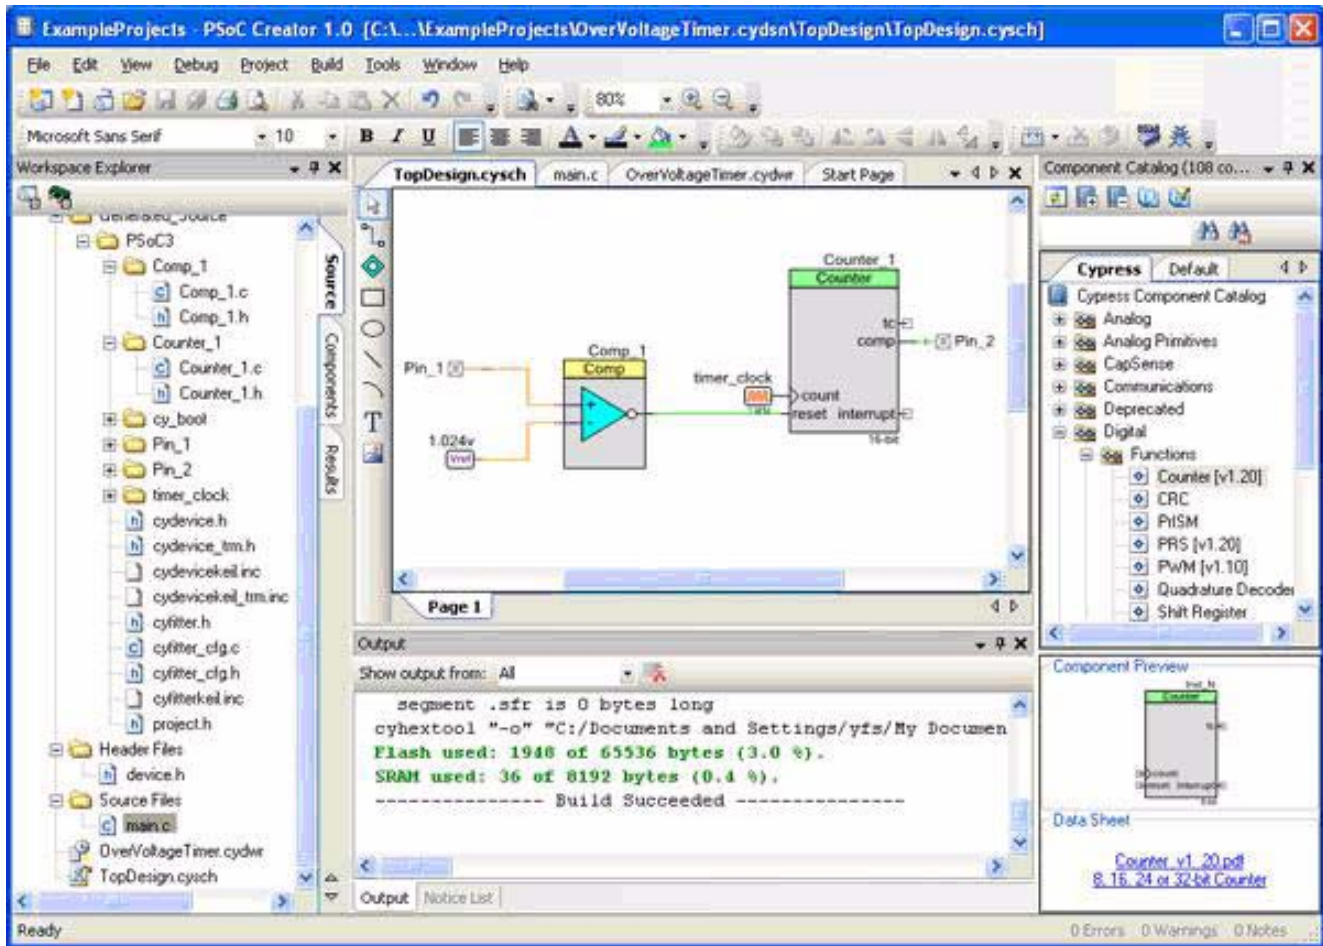 ExampleProjects - PSoC Creator 1.0 [C:\...\ExampleProjects\OverVoltageTimer.cydsn\TopDesign\TopDesign.cysch]
File Edit View Debug Project Build Tools Window Help
80%
Microsoft Sans Serif 10 B I U A
Workspace Explorer
Generated_Source
PSoC3
Comp_1
Comp_1.c
Comp_1.h
Counter_1
Counter_1.c
Counter_1.h
cy_boot
Pin_1
Pin_2
timer_clock
cydevice.h
cydevice_trm.h
cydevicekeil.inc
cydevicekeil_trm.inc
cyfitter.h
cyfitter_cfg.c
cyfitter_cfg.h
cyfitterkeil.inc
project.h
Header Files
device.h
Source Files
main.c
OverVoltageTimer.cydwr
TopDesign.cysch
Source
Components
Results
TopDesign.cysch main.c OverVoltageTimer.cydwr Start Page
T
Counter_1
Counter
tc
comp
Pin_2
Pin_1
Comp_1
Comp
timer_clock
count
reset interrupt
16-bit
1.024v
Vref
Page 1
Output
Show output from: All
segment .sfr is 0 bytes long
cyhextool "-o" "C:/Documents and Settings/yfs/My Documen
Flash used: 1948 of 65536 bytes (3.0 %).
SRAM used: 36 of 8192 bytes (0.4 %).
--------------- Build Succeeded ---------------
Output Notice List
Component Catalog (108 co...
Cypress Default
Cypress Component Catalog
Analog
Analog Primitives
CapSense
Communications
Deprecated
Digital
Functions
Counter [v1.20]
CRC
PrISM
PRS [v1.20]
PWM [v1.10]
Quadrature Decoder
Shift Register
Component Preview
Counter
Data Sheet
Counter_v1_20.pdf
8, 16, 24 or 32-bit Counter
Ready
0 Errors 0 Warnings 0 Notes